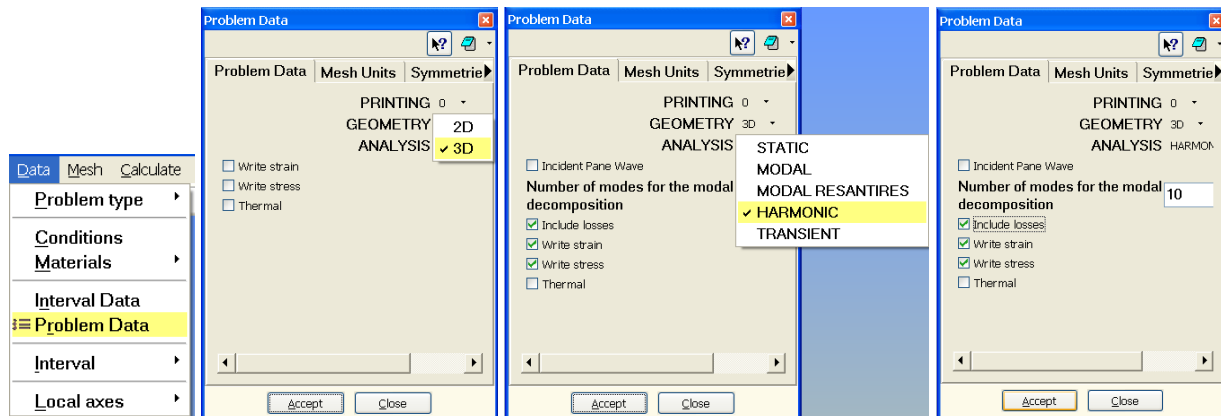 Data Mesh Calculate
Problem type
Conditions
Materials
Interval Data
Problem Data
Interval
Local axes
Problem Data
Problem Data Mesh Units Symmetrie
PRINTING 0
GEOMETRY
2D
ANALYSIS
3D
Write strain
Write stress
Thermal
Accept Close
Problem Data
Problem Data Mesh Units Symmetrie
PRINTING 0
GEOMETRY 3D
ANALYSIS
STATIC
MODAL
MODAL RESANTIRES
HARMONIC
TRANSIENT
Incident Pane Wave
Number of modes for the modal
decomposition
Include losses
Write strain
Write stress
Thermal
Accept Close
Problem Data
Problem Data Mesh Units Symmetrie
PRINTING 0
GEOMETRY 3D
ANALYSIS HARMON
Incident Pane Wave
Number of modes for the modal
decomposition
10
Include losses
Write strain
Write stress
Thermal
Accept Close